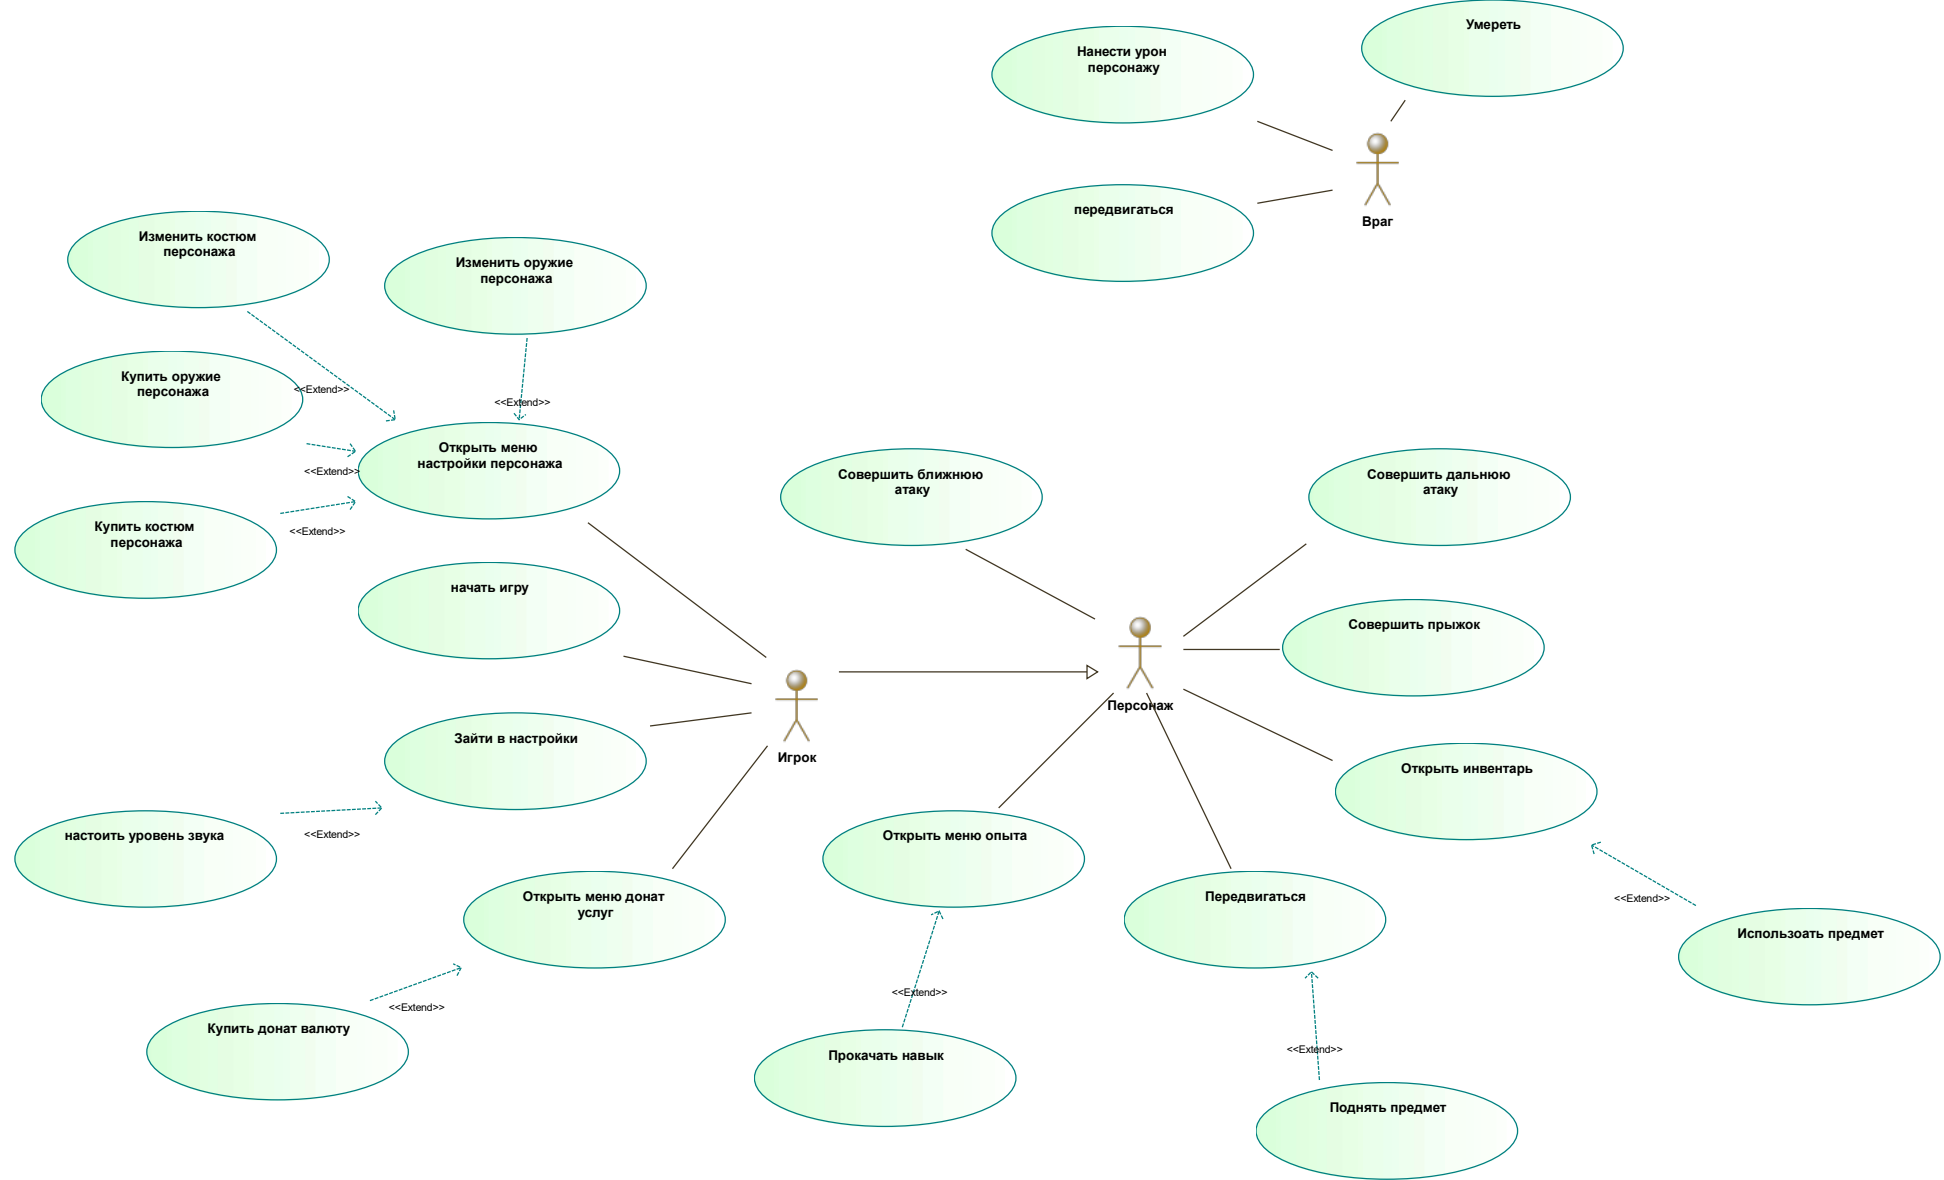 Умереть
Нанести урон
персонажу
передвигаться
Враг
Изменить костюм
персонажа
Изменить оружие
персонажа
<<Extend>>
<<Extend>>
Купить оружие
персонажа
<<Extend>>
Открыть меню
настройки персонажа
Купить костюм
персонажа
<<Extend>>
Совершить ближнюю
атаку
Совершить дальнюю
атаку
начать игру
Совершить прыжок
Персонаж
Зайти в настройки
Игрок
Открыть инвентарь
настоить уровень звука
<<Extend>>
Открыть меню опыта
Открыть меню донат
услуг
Передвигаться
<<Extend>>
Использоать предмет
Купить донат валюту
<<Extend>>
<<Extend>>
Прокачать навык
<<Extend>>
Поднять предмет